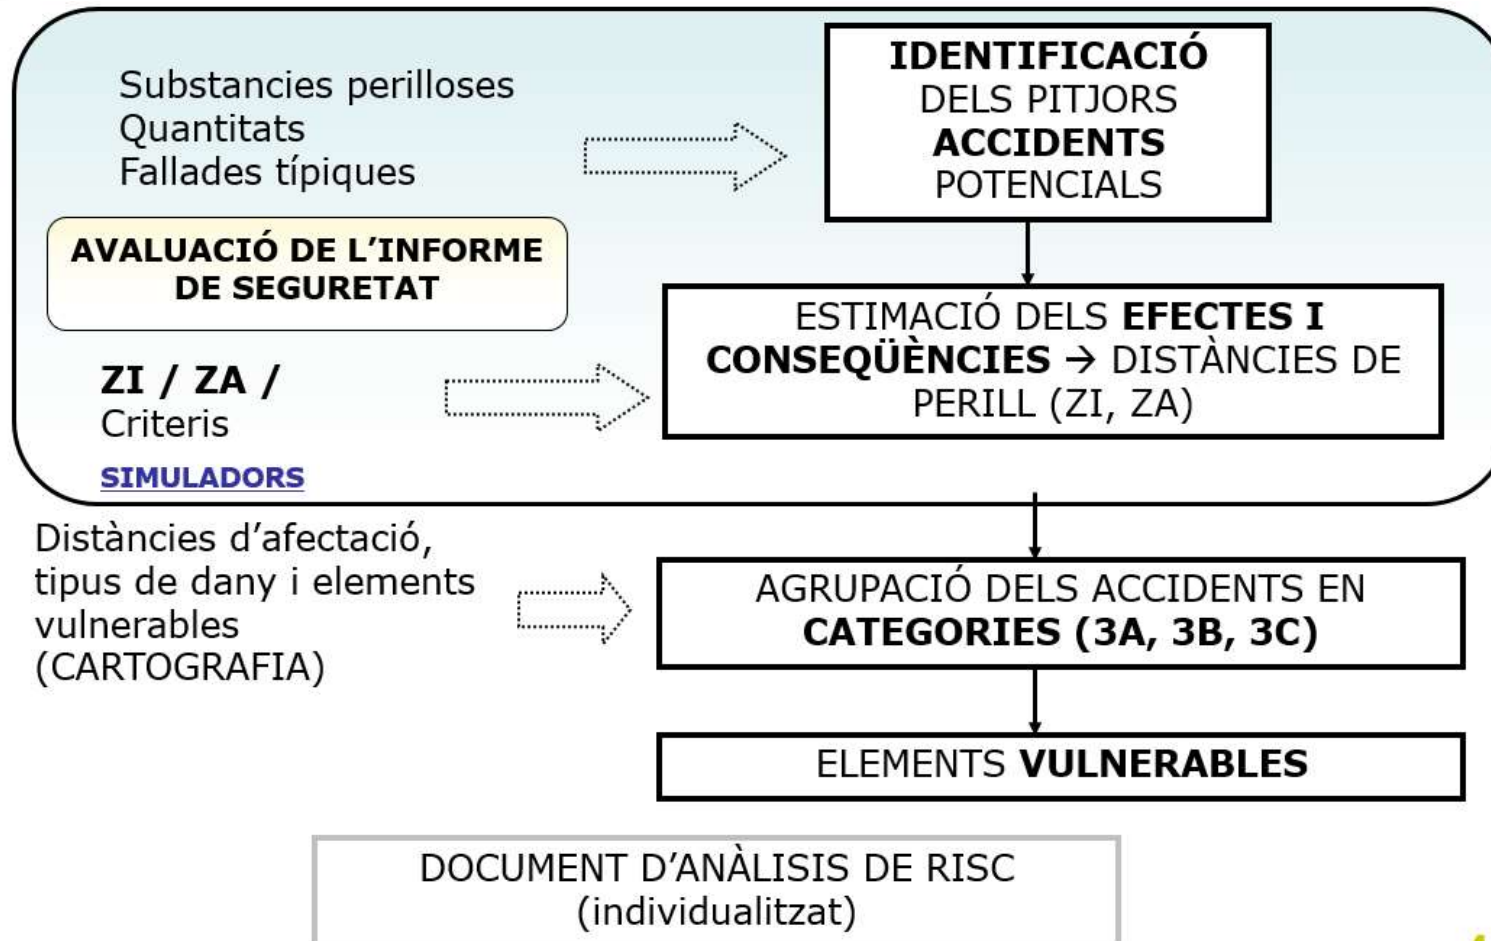 Substancies perilloses
Quantitats
Fallades típiques
IDENTIFICACIÓ
DELS PITJORS
ACCIDENTS
POTENCIALS
AVALUACIÓ DE L'INFORME
DE SEGURETAT
ZI / ZA /
Criteris
SIMULADORS
ESTIMACIÓ DELS EFECTES I
CONSEQÜÈNCIES → DISTÀNCIES DE
PERILL (ZI, ZA)
Distàncies d'afectació,
tipus de dany i elements
vulnerables
(CARTOGRAFIA)
AGRUPACIÓ DELS ACCIDENTS EN
CATEGORIES (3A, 3B, 3C)
ELEMENTS VULNERABLES
DOCUMENT D'ANÀLISIS DE RISC
(individualitzat)